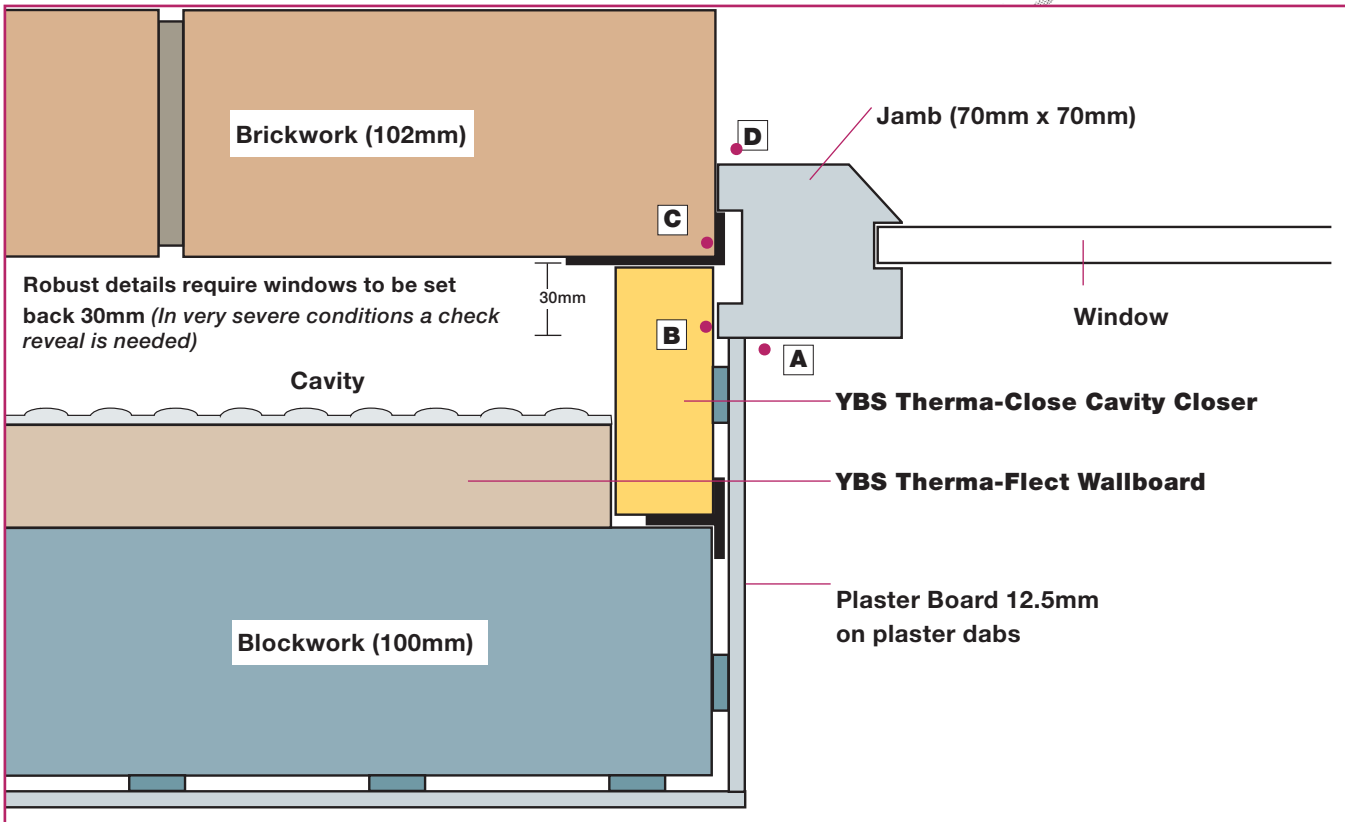 Brickwork (102mm)
D
Jamb (70mm x 70mm)
C
Robust details require windows to be set
back 30mm (In very severe conditions a check
reveal is needed)
30mm
B
Window
A
Cavity
YBS Therma-Close Cavity Closer
YBS Therma-Flect Wallboard
Plaster Board 12.5mm
on plaster dabs
Blockwork (100mm)